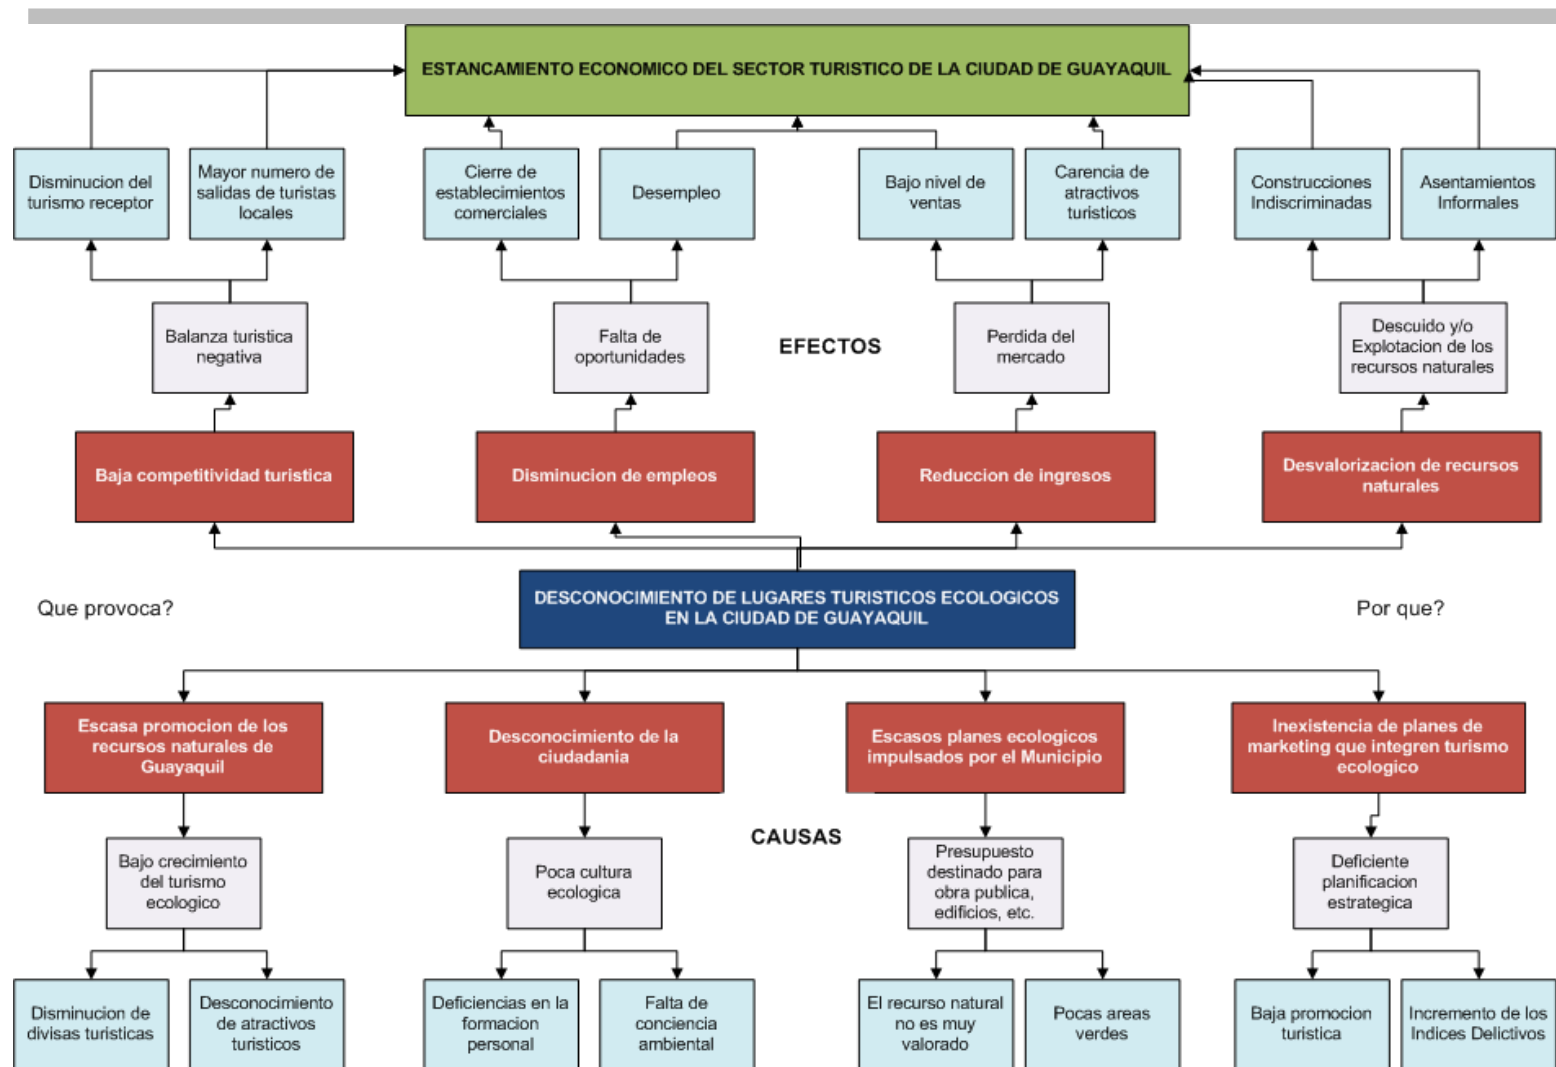 ESTANCAMIENTO ECONOMICO DEL SECTOR TURISTICO DE LA CIUDAD DE GUAYAQUIL
Disminucion del
turismo receptor
Mayor numero de
salidas de turistas
locales
Cierre de
establecimientos
comerciales
Desempleo
Bajo nivel de
ventas
Carencia de
atractivos
turisticos
Construcciones
Indiscriminadas
Asentamientos
Informales
Balanza turistica
negativa
Falta de
oportunidades
EFECTOS
Perdida del
mercado
Descuido y/o
Explotacion de los
recursos naturales
Baja competitividad turistica
Disminucion de empleos
Reduccion de ingresos
Desvalorizacion de recursos
naturales
Que provoca?
DESCONOCIMIENTO DE LUGARES TURISTICOS ECOLOGICOS
EN LA CIUDAD DE GUAYAQUIL
Por que?
Escasa promocion de los
recursos naturales de
Guayaquil
Desconocimiento de la
ciudadania
Escasos planes ecologicos
impulsados por el Municipio
Inexistencia de planes de
marketing que integren turismo
ecologico
CAUSAS
Bajo crecimiento
del turismo
ecologico
Poca cultura
ecologica
Presupuesto
destinado para
obra publica,
edificios, etc.
Deficiente
planificacion
estrategica
Disminucion de
divisas turisticas
Desconocimiento
de atractivos
turisticos
Deficiencias en la
formacion
personal
Falta de
conciencia
ambiental
El recurso natural
no es muy
valorado
Pocas areas
verdes
Baja promocion
turistica
Incremento de los
Indices Delictivos